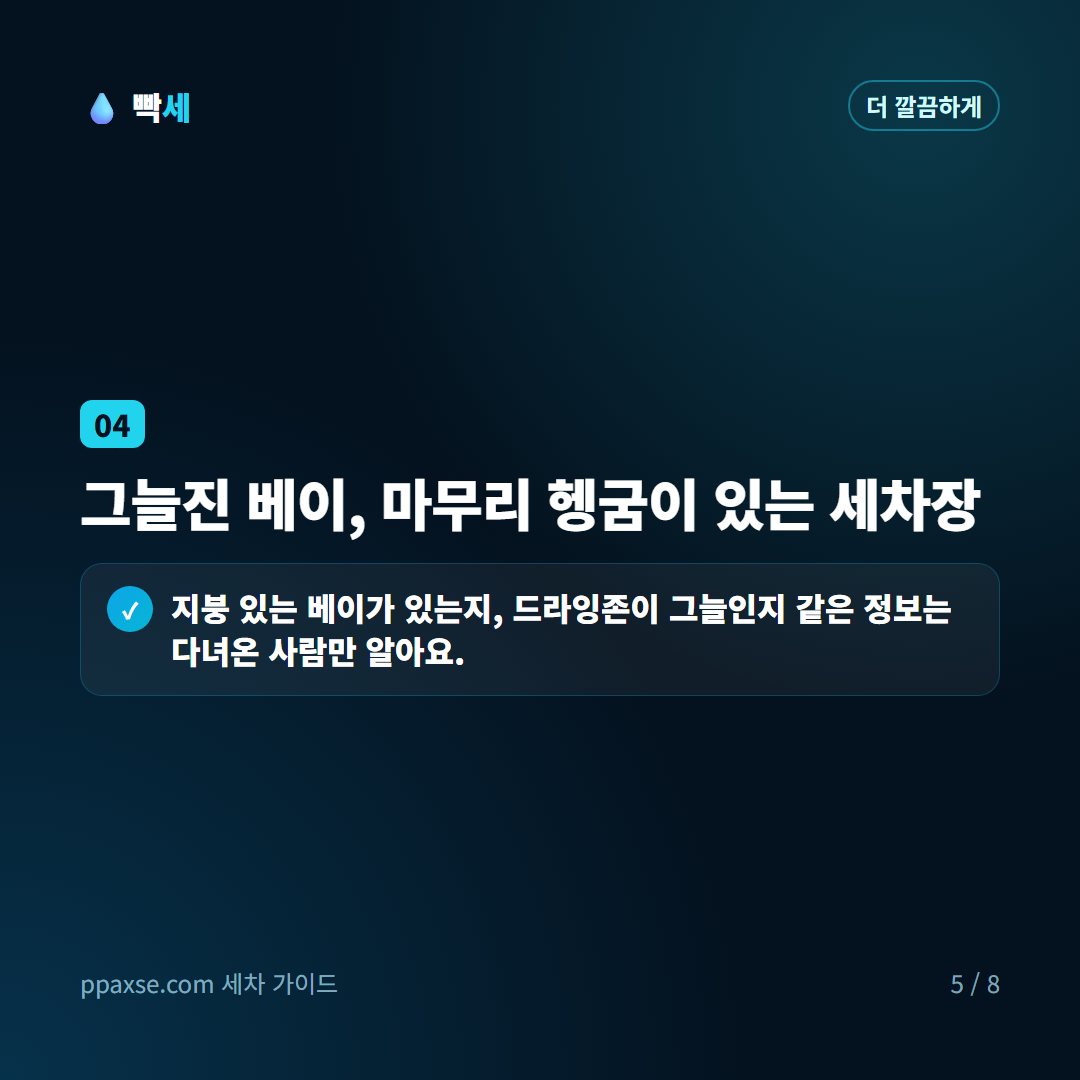 빡세
더 깔끔하게
04
그늘진 베이, 마무리 헹굼이 있는 세차장
✓ 지붕 있는 베이가 있는지, 드라잉존이 그늘인지 같은 정보는
다녀온 사람만 알아요.
ppaxse.com 세차 가이드
5 / 8